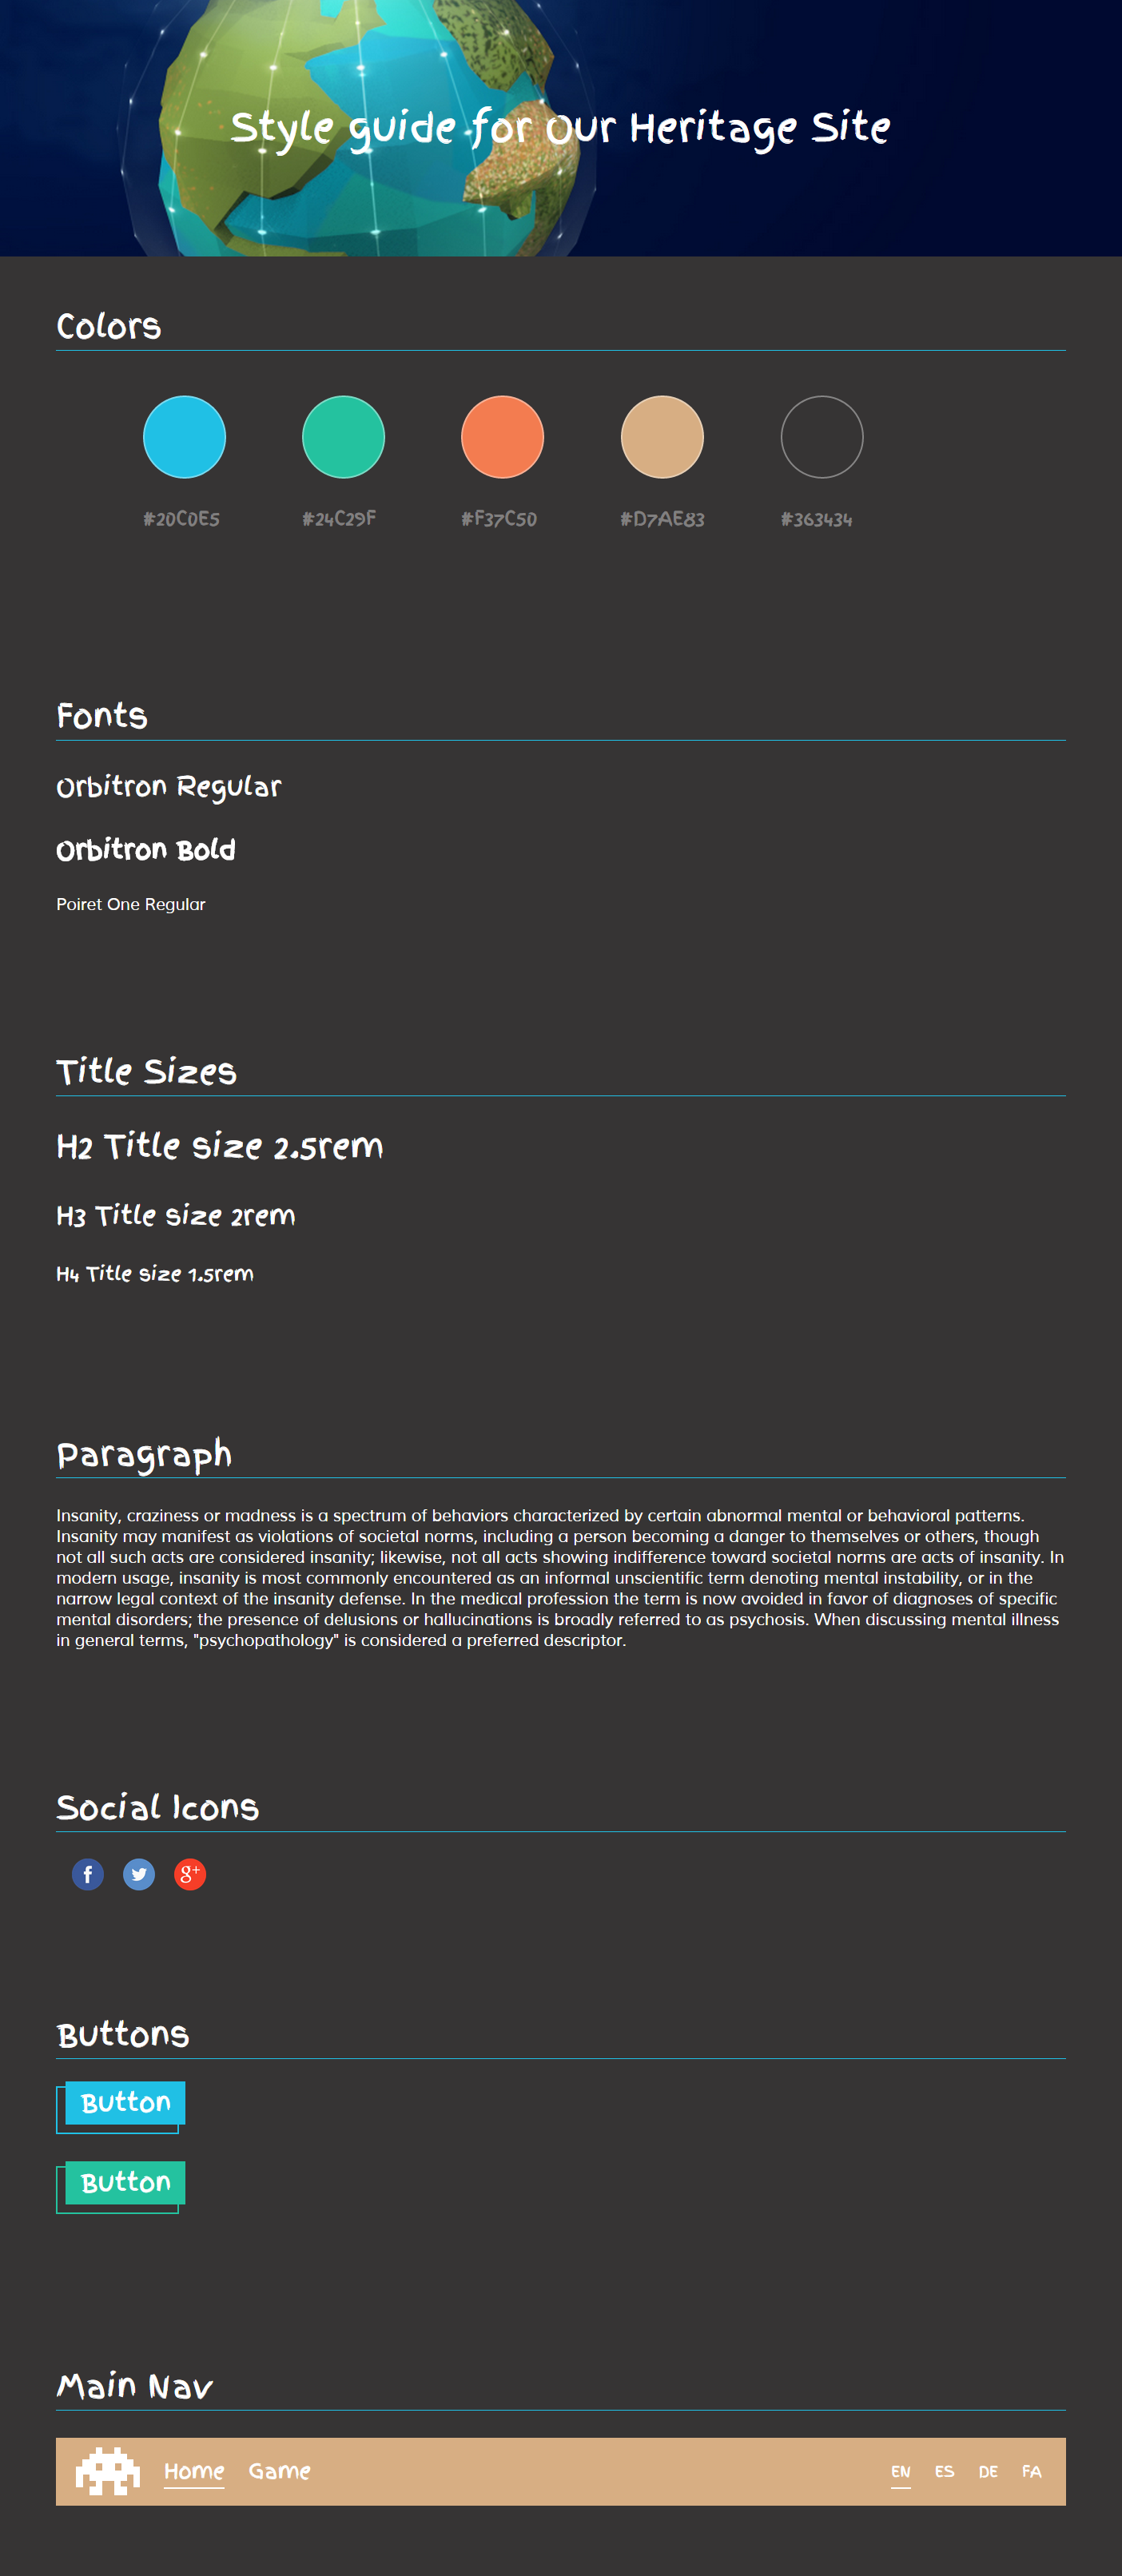 Style guide for Our Heritage Site
Colors
#20C0E5 #24C29F #F37C50 #D7AE83 #363434
Fonts
Orbitron Regular
Orbitron Bold
Poiret One Regular
Title Sizes
H2 Title size 2.5rem
H3 Title size 2rem
H4 Title size 1.5rem
Paragraph
Insanity, craziness or madness is a spectrum of behaviors characterized by certain abnormal mental or behavioral patterns.
Insanity may manifest as violations of societal norms, including a person becoming a danger to themselves or others, though
not all such acts are considered insanity; likewise, not all acts showing indifference toward societal norms are acts of insanity. In
modern usage, insanity is most commonly encountered as an informal unscientific term denoting mental instability, or in the
narrow legal context of the insanity defense. In the medical profession the term is now avoided in favor of diagnoses of specific
mental disorders; the presence of delusions or hallucinations is broadly referred to as psychosis. When discussing mental illness
in general terms, "psychopathology" is considered a preferred descriptor.
Social Icons
f g+
Buttons
Button
Button
Main Nav
Home Game EN ES DE FA